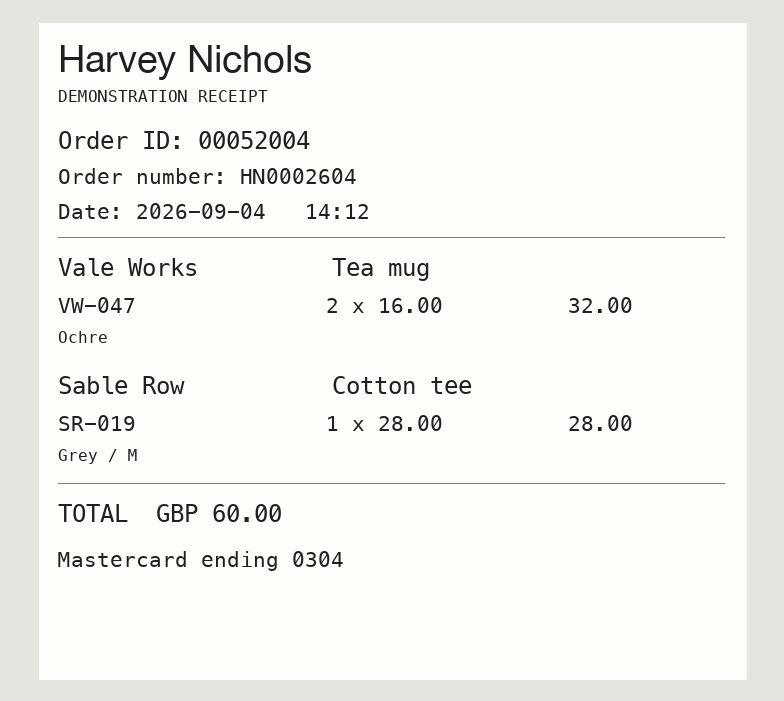 Harvey Nichols
DEMONSTRATION RECEIPT
Order ID: 00052004
Order number: HN0002604
Date: 2026-09-04 14:12
Vale Works Tea mug
VW-047 2 x 16.00 32.00
Ochre
Sable Row Cotton tee
SR-019 1 x 28.00 28.00
Grey / M
TOTAL GBP 60.00
Mastercard ending 0304